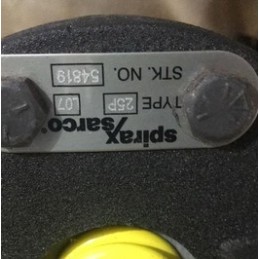 spirax
sarco
TYPE 25P L07
STK. NO. 54819